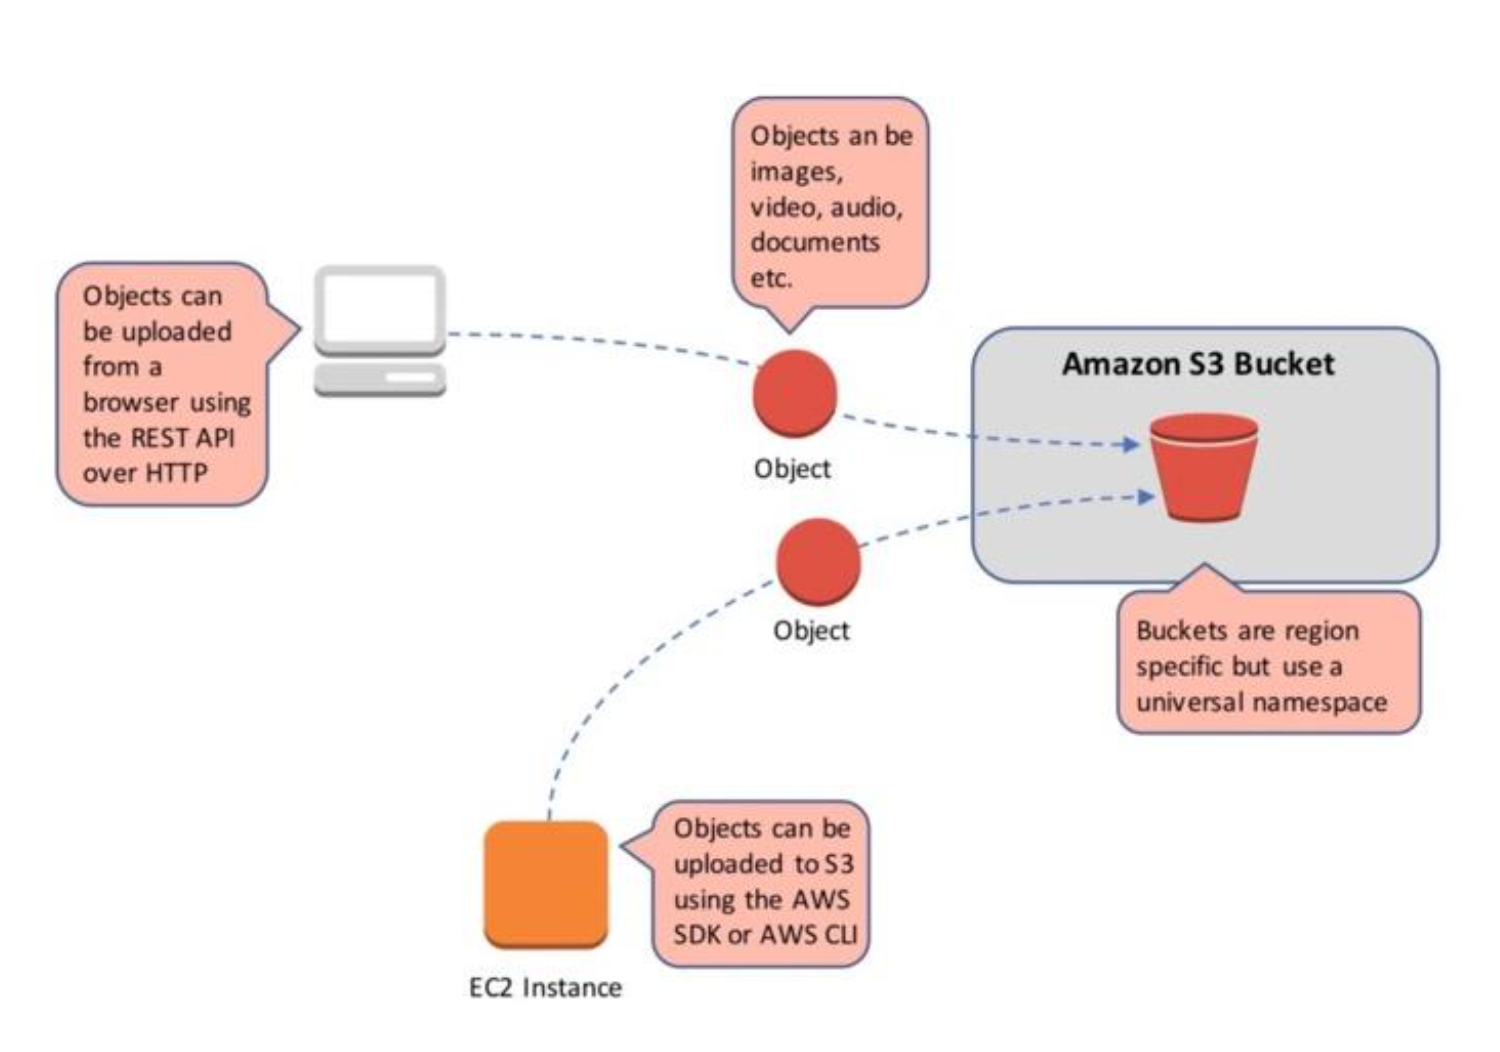 Objects an be
images,
video, audio,
documents
etc.
Objects can
be uploaded
from a
browser using
the REST API
over HTTP
Amazon S3 Bucket
Object
Object
Buckets are region
specific but use a
universal namespace
Objects can be
uploaded to S3
using the AWS
SDK or AWS CLI
EC2 Instance